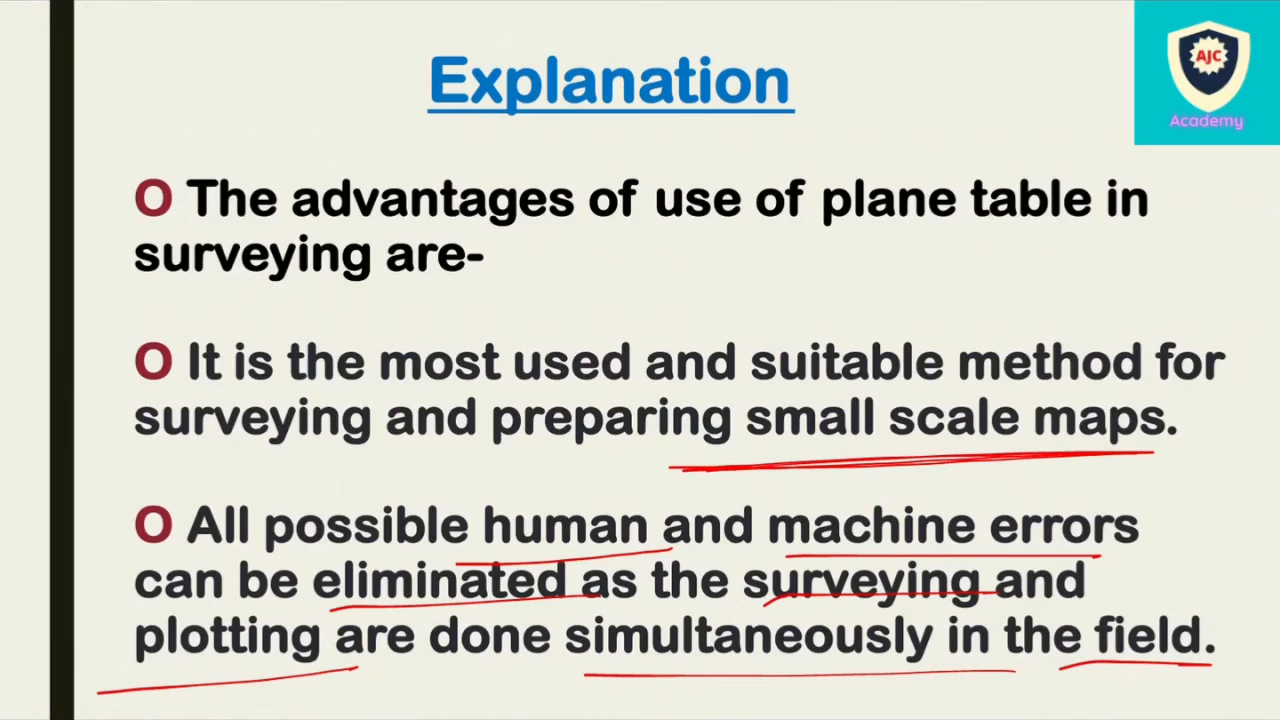 Explanation
AJC
Academy
O The advantages of use of plane table in
surveying are-
O It is the most used and suitable method for
surveying and preparing small scale maps.
O All possible human and machine errors
can be eliminated as the surveying and
plotting are done simultaneously in the field.